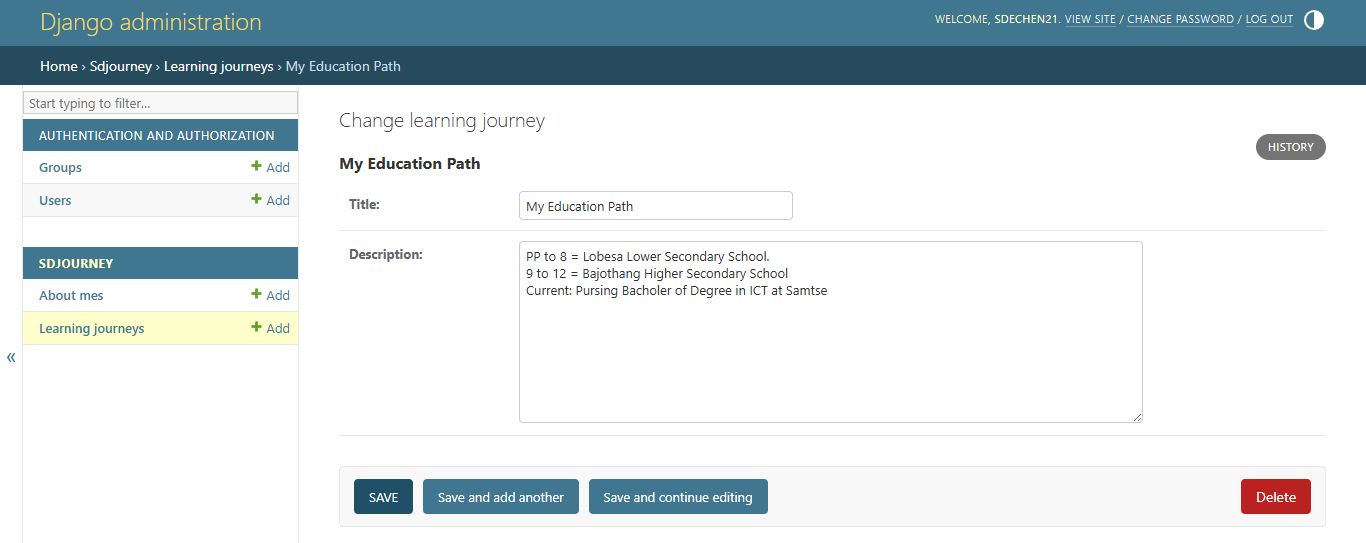 Django administration
WELCOME, SDECHEN21. VIEW SITE / CHANGE PASSWORD / LOG OUT
Home › Sdjourney › Learning journeys › My Education Path
Start typing to filter...
AUTHENTICATION AND AUTHORIZATION
Groups + Add
Users + Add
SDJOURNEY
About mes + Add
Learning journeys + Add
«
Change learning journey
HISTORY
My Education Path
Title: My Education Path
Description:
PP to 8 = Lobesa Lower Secondary School.
9 to 12 = Bajothang Higher Secondary School
Current: Pursing Bacholer of Degree in ICT at Samtse
SAVE Save and add another Save and continue editing Delete